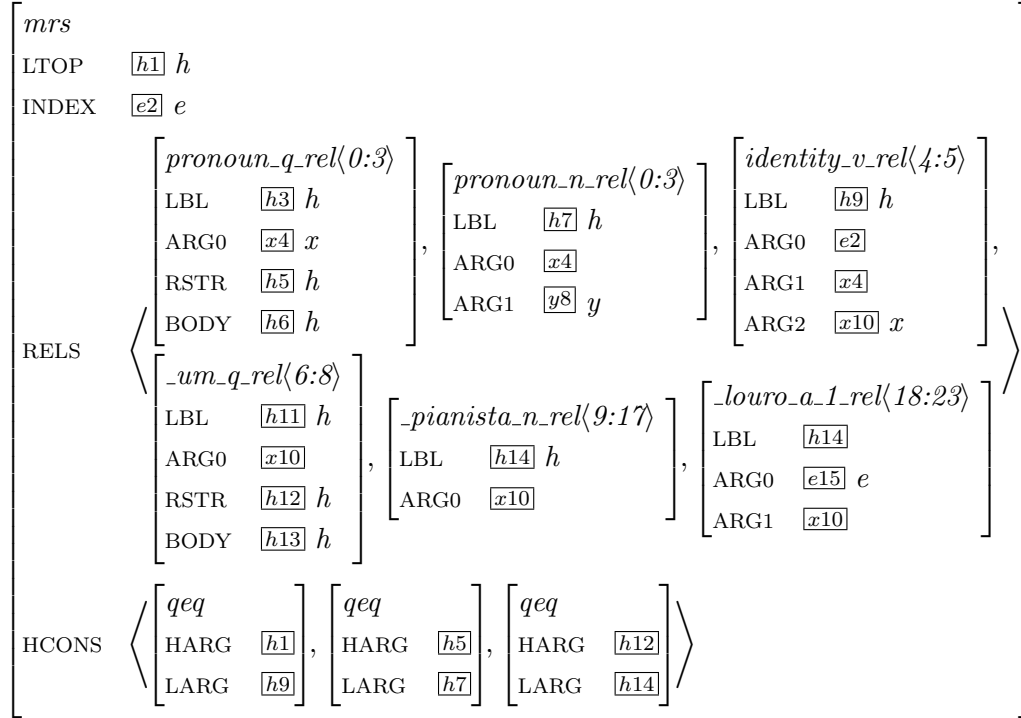 mrs
LTOP h1 h
INDEX e2 e
RELS ⟨
pronoun_q_rel⟨0:3⟩
LBL h3 h
ARG0 x4 x
RSTR h5 h
BODY h6 h
,
pronoun_n_rel⟨0:3⟩
LBL h7 h
ARG0 x4
ARG1 y8 y
,
identity_v_rel⟨4:5⟩
LBL h9 h
ARG0 e2
ARG1 x4
ARG2 x10 x
,
_um_q_rel⟨6:8⟩
LBL h11 h
ARG0 x10
RSTR h12 h
BODY h13 h
,
_pianista_n_rel⟨9:17⟩
LBL h14 h
ARG0 x10
,
_louro_a_1_rel⟨18:23⟩
LBL h14
ARG0 e15 e
ARG1 x10
⟩
HCONS ⟨
qeq
HARG h1
LARG h9
,
qeq
HARG h5
LARG h7
,
qeq
HARG h12
LARG h14
⟩